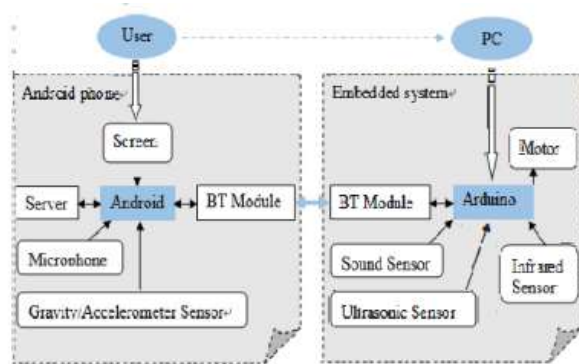 User
PC
Android phone
Embedded system
Screen
Motor
Server
Android
BT Module
BT Module
Arduino
Microphone
Sound Sensor
Infrared
Sensor
Gravity/Accelerometer Sensor
Ultrasonic Sensor